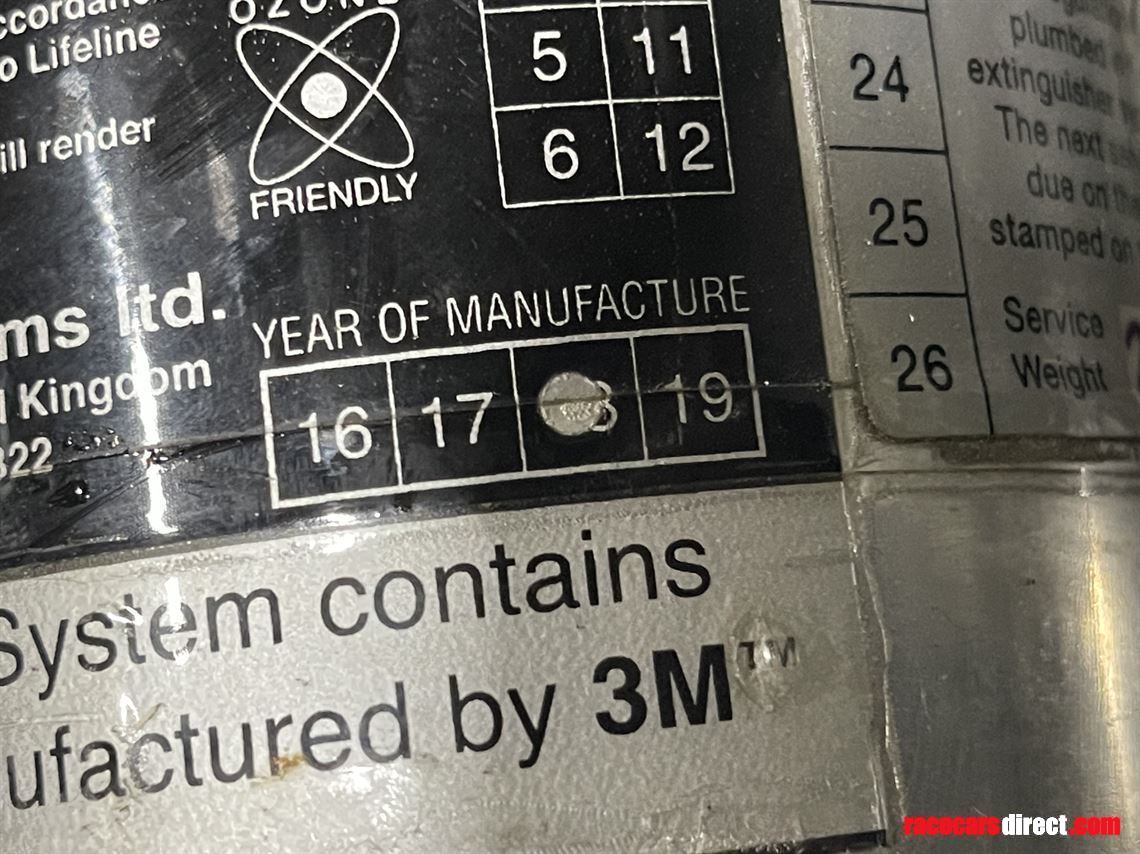 ccordan
o Lifeline
ill render
OZONE
FRIENDLY
5 11
6 12
ms ltd.
Kingdom
322
YEAR OF MANUFACTURE
16 17 8 19
System contains
ufactured by 3M™
24
25
26
plumbed
extinguisher
The next
due on the
stamped on
Service
Weight
racecarsdirect.com